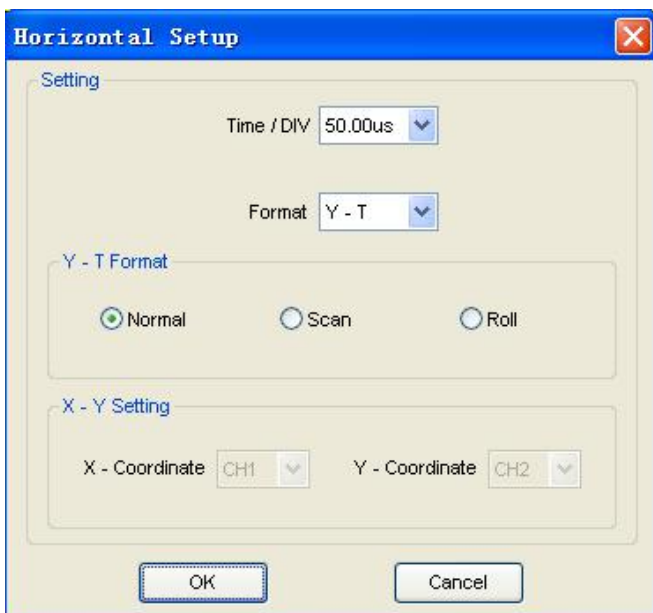 Horizontal Setup
Setting
Time / DIV 50.00us
Format Y - T
Y - T Format
Normal Scan Roll
X - Y Setting
X - Coordinate CH1 Y - Coordinate CH2
OK Cancel